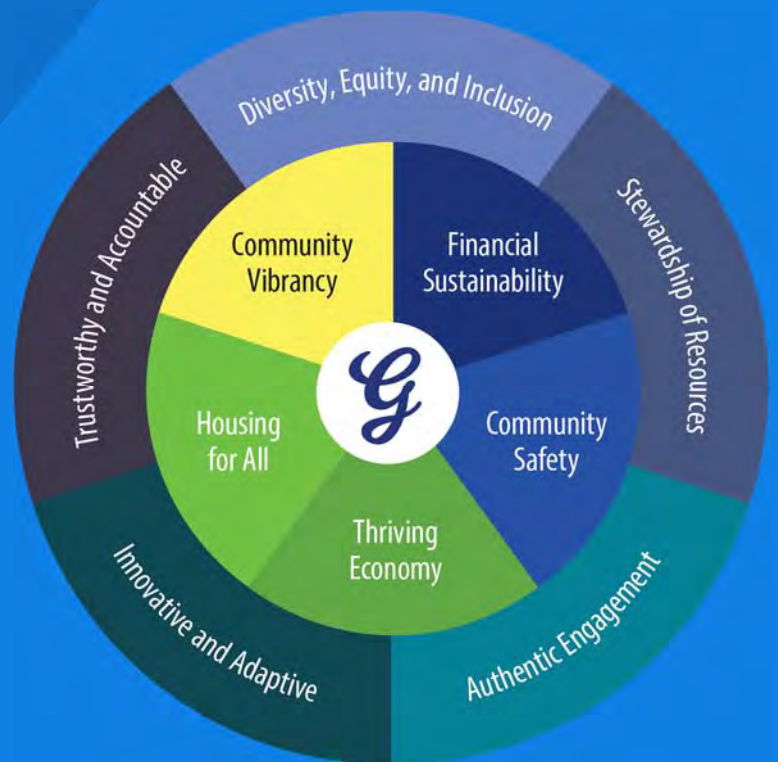 Diversity, Equity, and Inclusion
Stewardship of Resources
Authentic Engagement
Innovative and Adaptive
Trustworthy and Accountable
Community
Vibrancy
Financial
Sustainability
Community
Safety
Thriving
Economy
Housing
for All
G